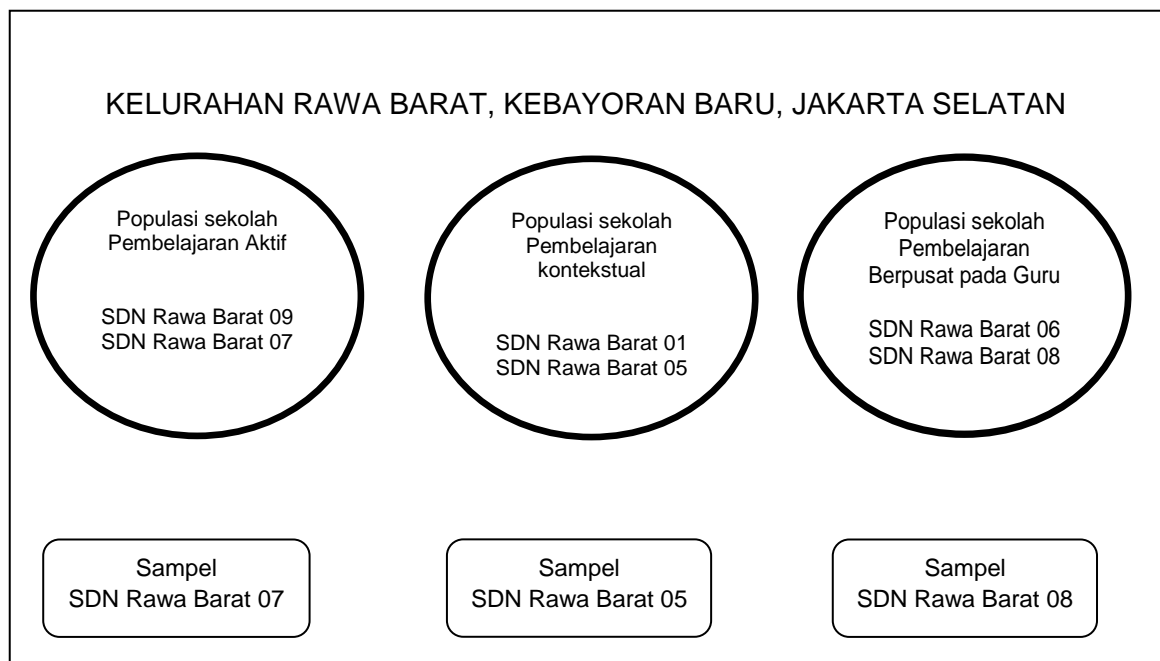 KELURAHAN RAWA BARAT, KEBAYORAN BARU, JAKARTA SELATAN
Populasi sekolah
Pembelajaran Aktif
SDN Rawa Barat 09
SDN Rawa Barat 07
Populasi sekolah
Pembelajaran
kontekstual
SDN Rawa Barat 01
SDN Rawa Barat 05
Populasi sekolah
Pembelajaran
Berpusat pada Guru
SDN Rawa Barat 06
SDN Rawa Barat 08
Sampel
SDN Rawa Barat 07
Sampel
SDN Rawa Barat 05
Sampel
SDN Rawa Barat 08